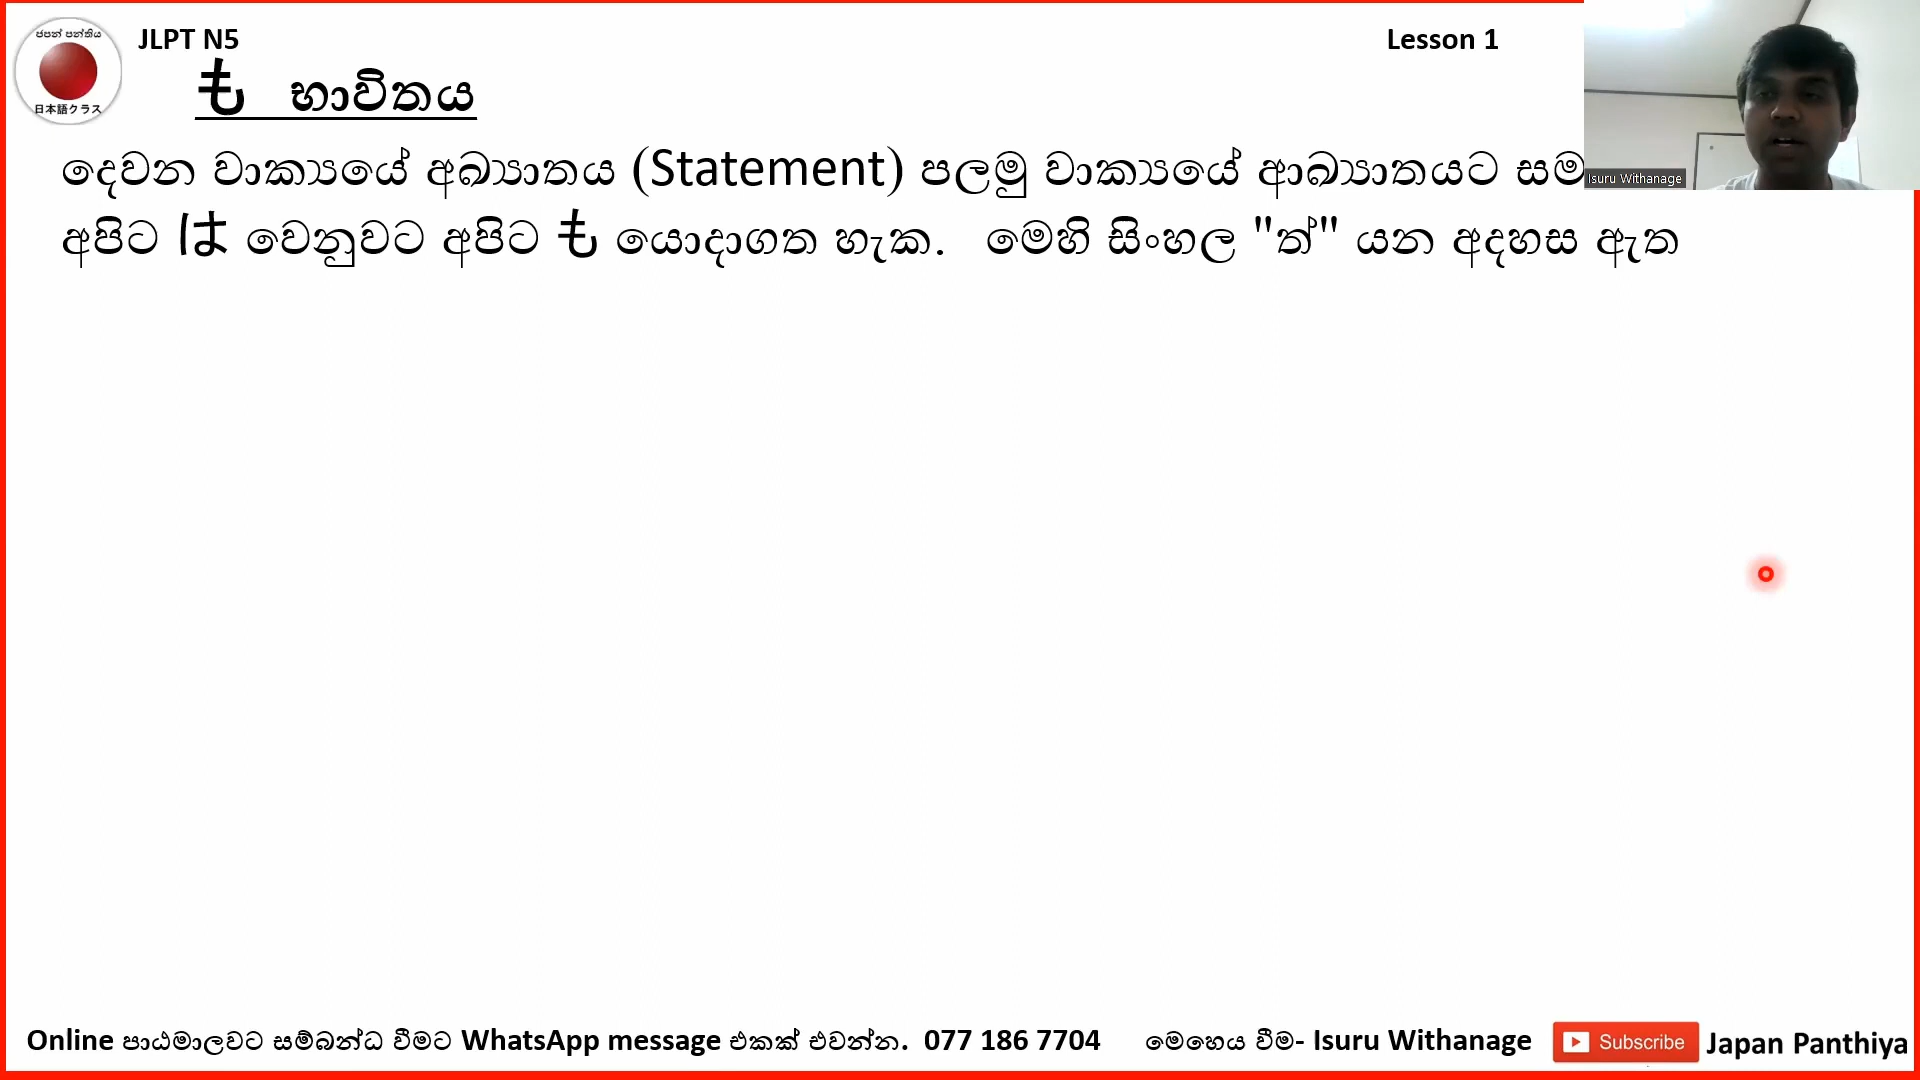 ජපන් පන්තිය
日本語クラス
JLPT N5
Lesson 1
も භාවිතය
Isuru Withanage
දෙවන වාක්‍යයේ අඛ්‍යාතය (Statement) පලමු වාක්‍යයේ ආඛ්‍යාතයට සම
අපිට は වෙනුවට අපිට も යොදාගත හැක. මෙහි සිංහල "ත්" යන අදහස ඇත
Online පාඨමාලවට සම්බන්ධ වීමට WhatsApp message එකක් එවන්න. 077 186 7704 මෙහෙය වීම- Isuru Withanage Subscribe Japan Panthiya